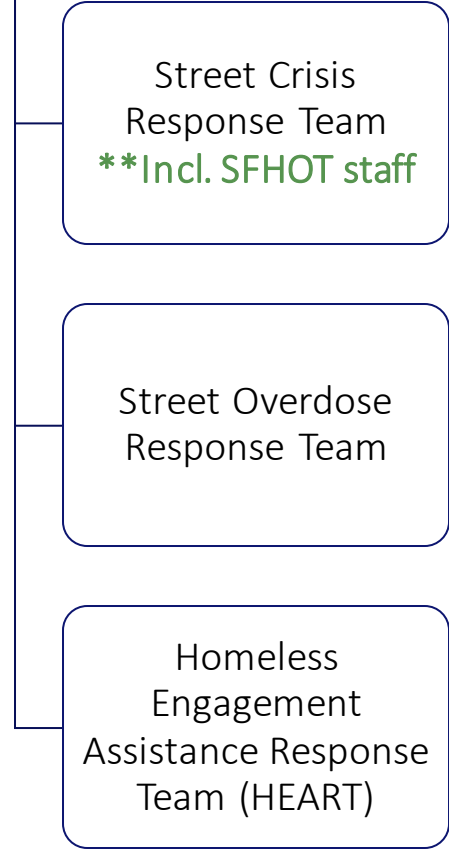 Street Crisis
Response Team
**Incl. SFHOT staff
Street Overdose
Response Team
Homeless
Engagement
Assistance Response
Team (HEART)